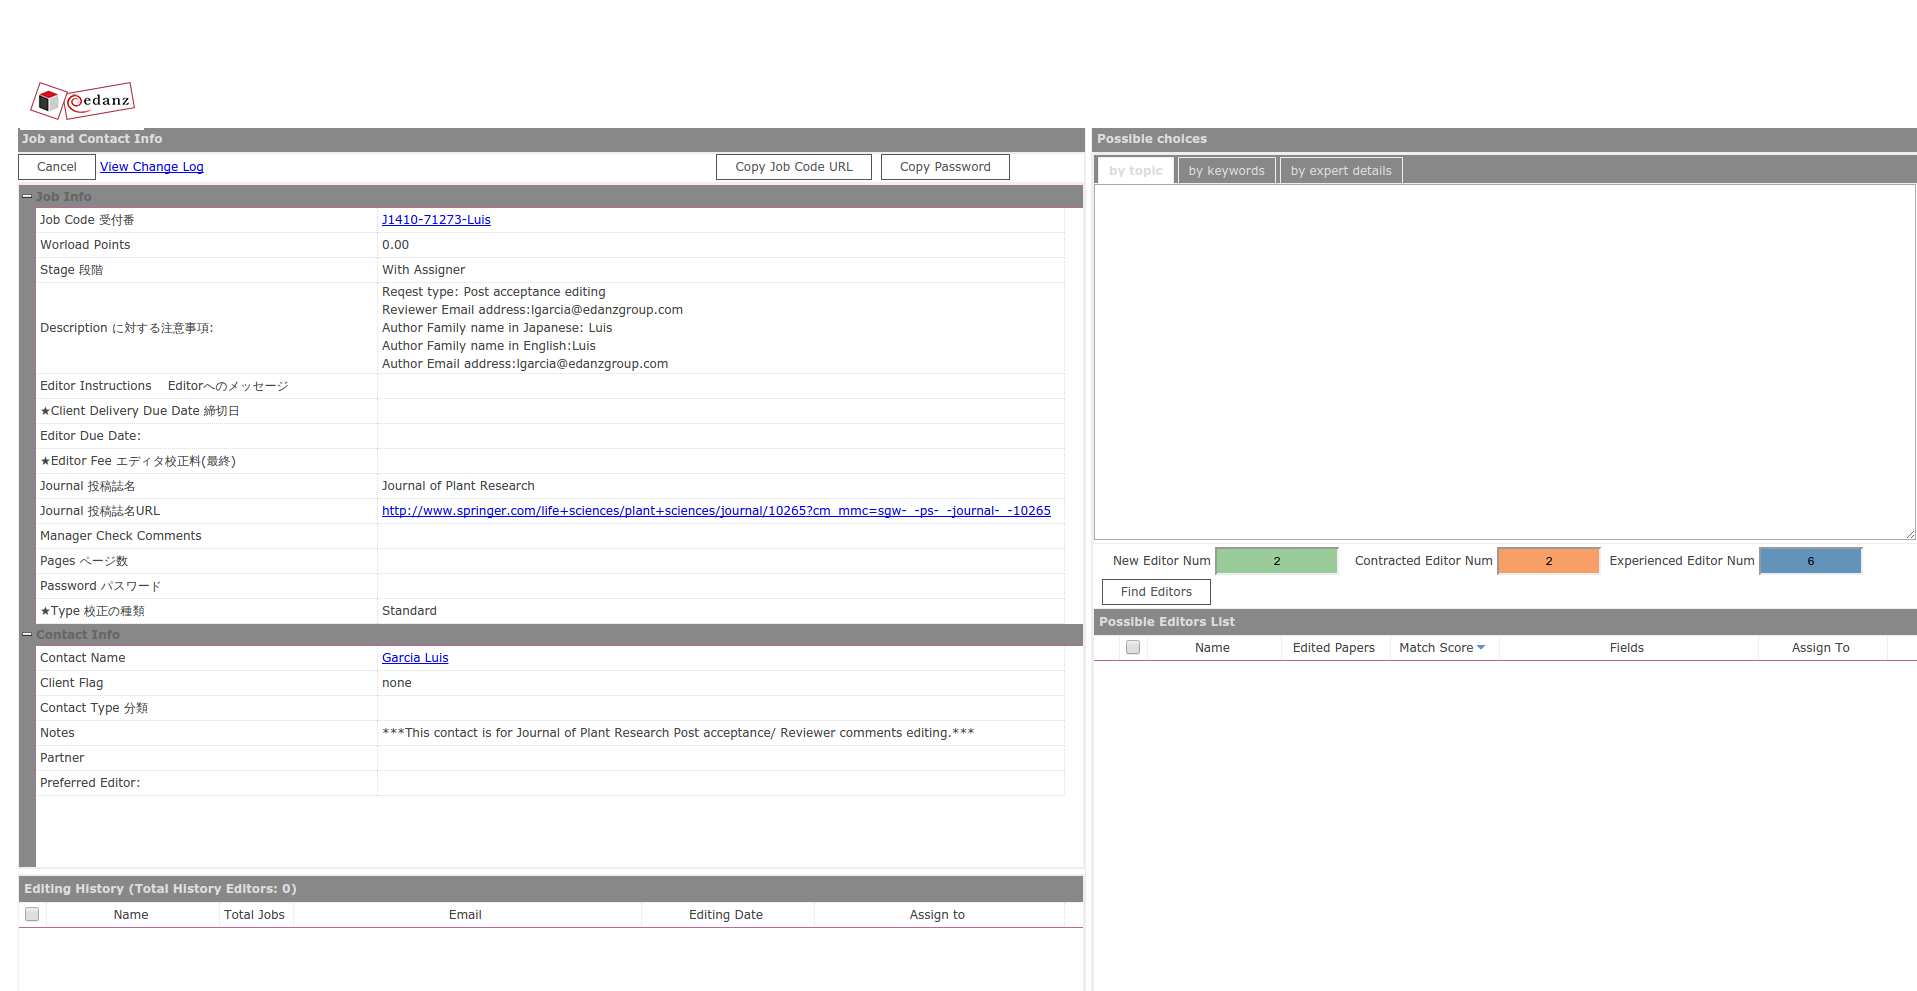 edanz
Job and Contact Info
Cancel View Change Log Copy Job Code URL Copy Password
Job Info
Job Code 受付番 J1410-71273-Luis
Worload Points 0.00
Stage 段階 With Assigner
Description に対する注意事項:
Reqest type: Post acceptance editing
Reviewer Email address:lgarcia@edanzgroup.com
Author Family name in Japanese: Luis
Author Family name in English:Luis
Author Email address:lgarcia@edanzgroup.com
Editor Instructions Editorへのメッセージ
★Client Delivery Due Date 締切日
Editor Due Date:
★Editor Fee エディタ校正料(最終)
Journal 投稿誌名 Journal of Plant Research
Journal 投稿誌名URL http://www.springer.com/life+sciences/plant+sciences/journal/10265?cm_mmc=sgw-_-ps-_-journal-_-10265
Manager Check Comments
Pages ページ数
Password パスワード
★Type 校正の種類 Standard
Contact Info
Contact Name Garcia Luis
Client Flag none
Contact Type 分類
Notes ***This contact is for Journal of Plant Research Post acceptance/ Reviewer comments editing.***
Partner
Preferred Editor:
Editing History (Total History Editors: 0)
Name Total Jobs Email Editing Date Assign to
Possible choices
by topic by keywords by expert details
New Editor Num 2 Contracted Editor Num 2 Experienced Editor Num 6
Find Editors
Possible Editors List
Name Edited Papers Match Score Fields Assign To